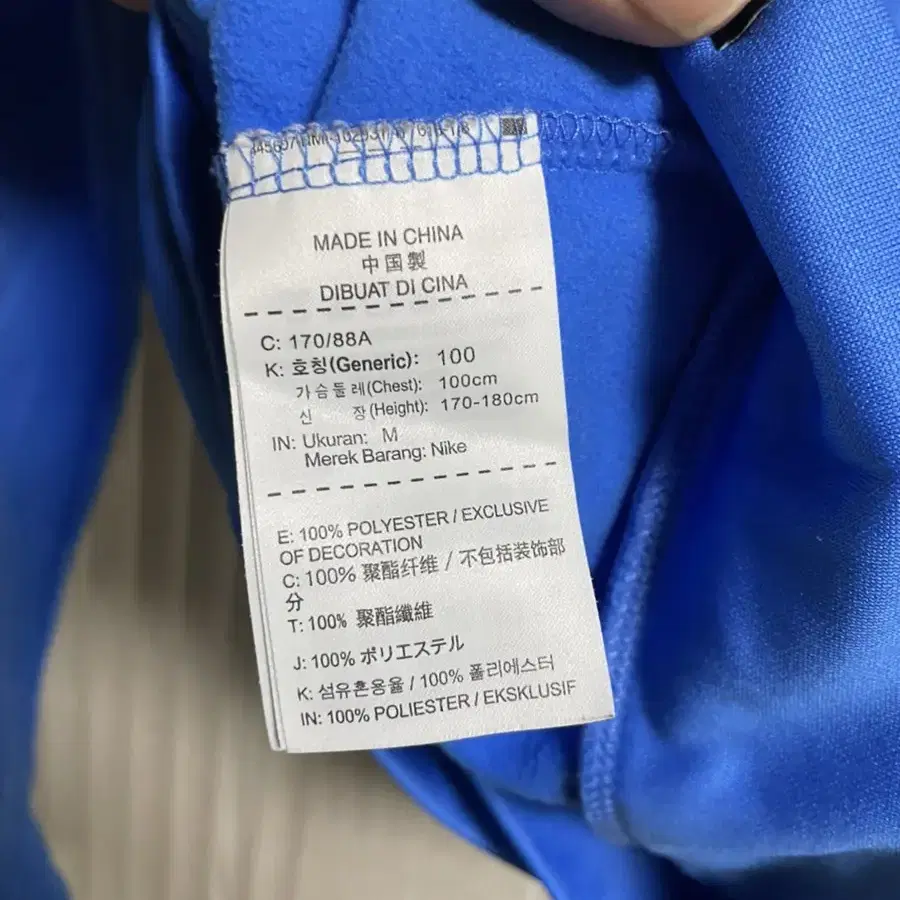 MADE IN CHINA
中国製
DIBUAT DI CINA
C: 170/88A
K: 호칭(Generic): 100
가슴둘레(Chest): 100cm
신 장(Height): 170-180cm
IN: Ukuran: M
Merek Barang: Nike
E: 100% POLYESTER / EXCLUSIVE
OF DECORATION
C: 100% 聚酯纤维 / 不包括装饰部
分
T: 100% 聚酯纖維
J: 100% ポリエステル
K: 섬유혼용율 / 100% 폴리에스터
IN: 100% POLIESTER / EKSKLUSIF